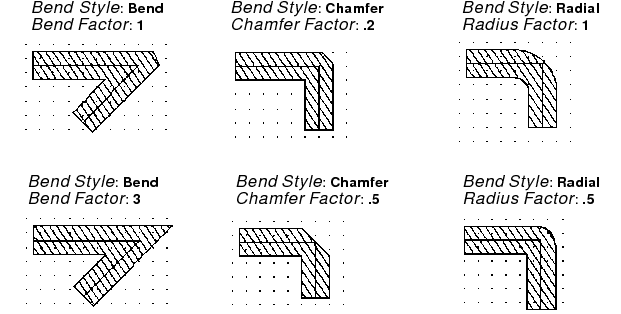 Bend Style: Bend
Bend Factor: 1
Bend Style: Chamfer
Chamfer Factor: .2
Bend Style: Radial
Radius Factor: 1
Bend Style: Bend
Bend Factor: 3
Bend Style: Chamfer
Chamfer Factor: .5
Bend Style: Radial
Radius Factor: .5